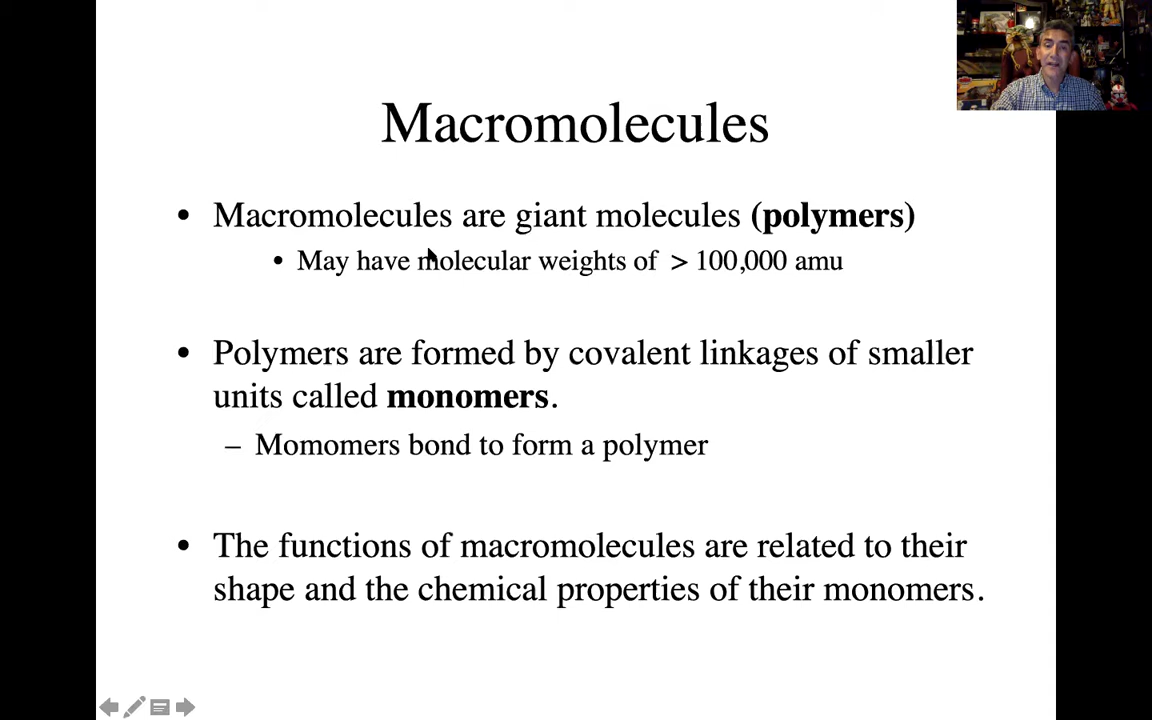 Macromolecules
• Macromolecules are giant molecules (polymers)
• May have molecular weights of > 100,000 amu
• Polymers are formed by covalent linkages of smaller
units called monomers.
– Momomers bond to form a polymer
• The functions of macromolecules are related to their
shape and the chemical properties of their monomers.